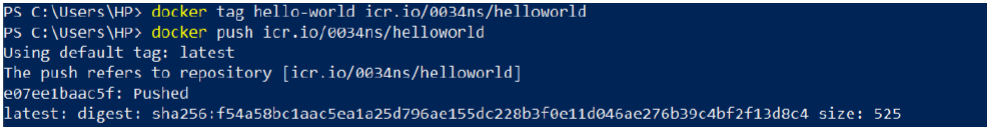 PS C:\Users\HP> docker tag hello-world icr.io/0034ns/helloworld
PS C:\Users\HP> docker push icr.io/0034ns/helloworld
Using default tag: latest
The push refers to repository [icr.io/0034ns/helloworld]
e07ee1baac5f: Pushed
latest: digest: sha256:f54a58bc1aac5ea1a25d796ae155dc228b3f0e11d046ae276b39c4bf2f13d8c4 size: 525